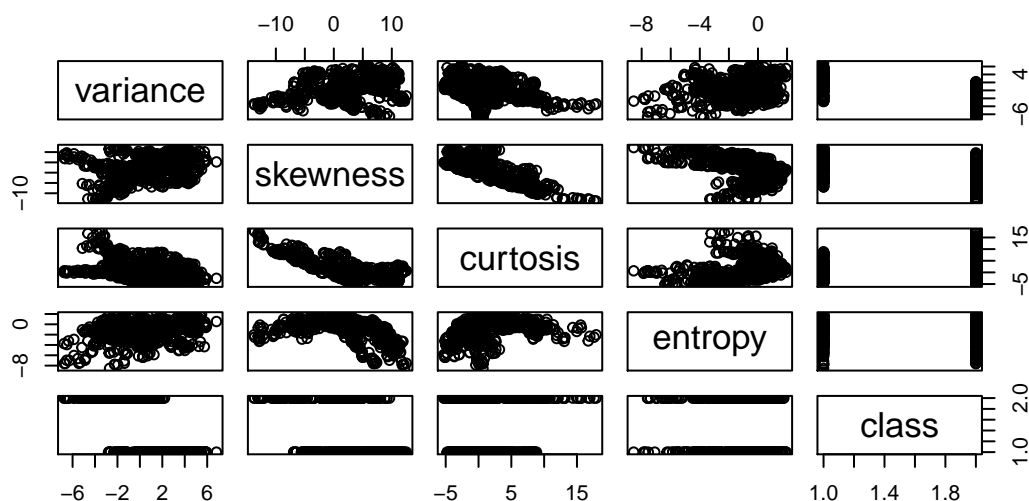 −10 0 5 10
−8 −4 0
variance
−6 4
skewness
−10
curtosis
−5 15
entropy
−8 0
class
1.0 2.0
−6 −2 2 6
−5 5 15
1.0 1.4 1.8